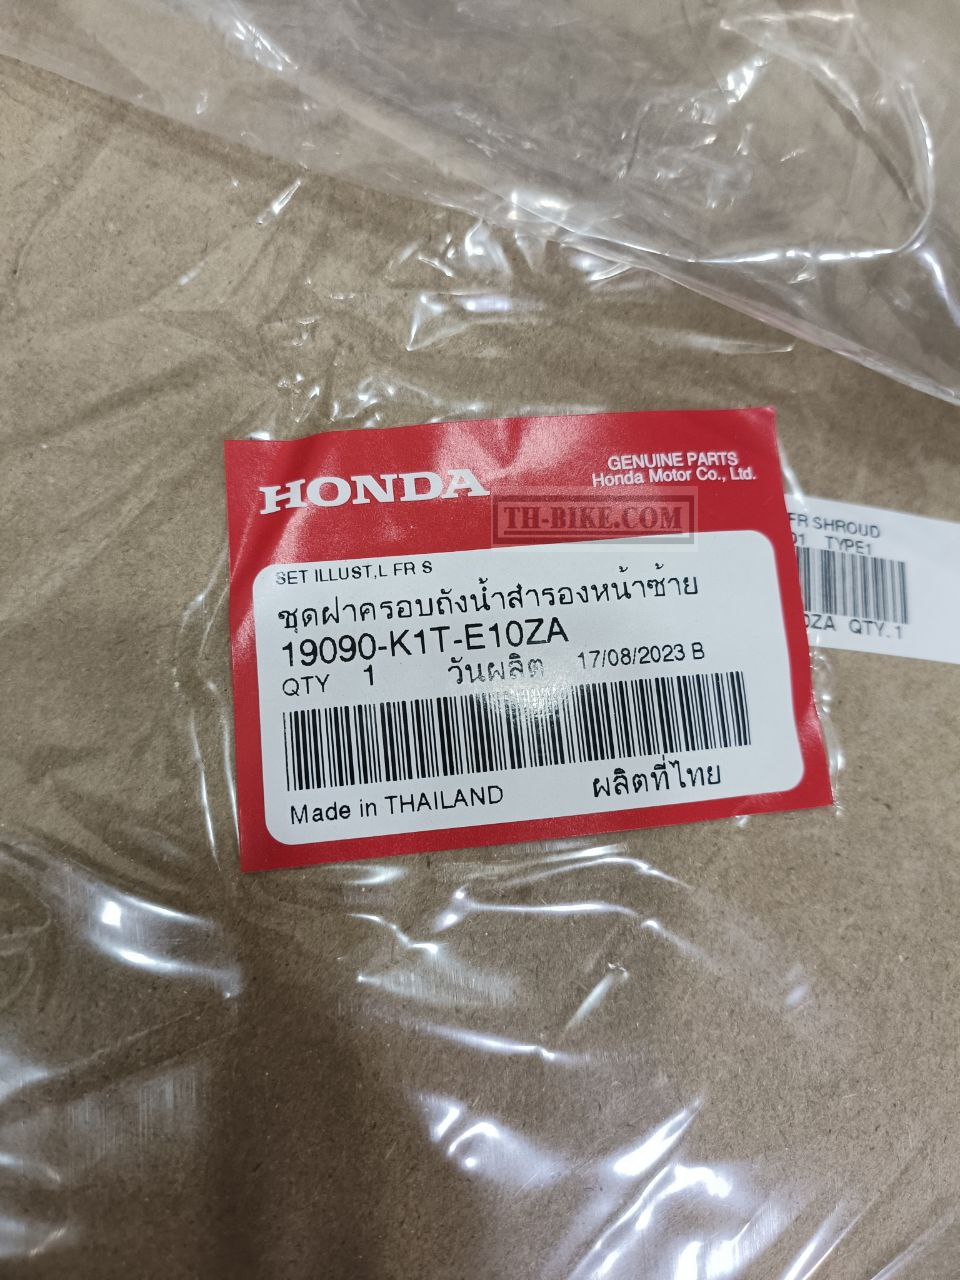 HONDA
GENUINE PARTS
Honda Motor Co., Ltd.
TH-BIKE.COM
SET ILLUST,L FR S
ชุดฝาครอบถังน้ำสำรองหน้าซ้าย
19090-K1T-E10ZA
QTY 1 วันผลิต 17/08/2023 B
Made in THAILAND ผลิตที่ไทย
FR SHROUD
01 TYPE1
0ZA QTY.1